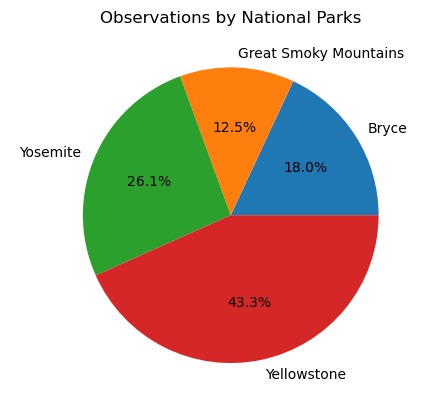 Observations by National Parks
Great Smoky Mountains
Bryce
12.5%
Yosemite
18.0%
26.1%
43.3%
Yellowstone